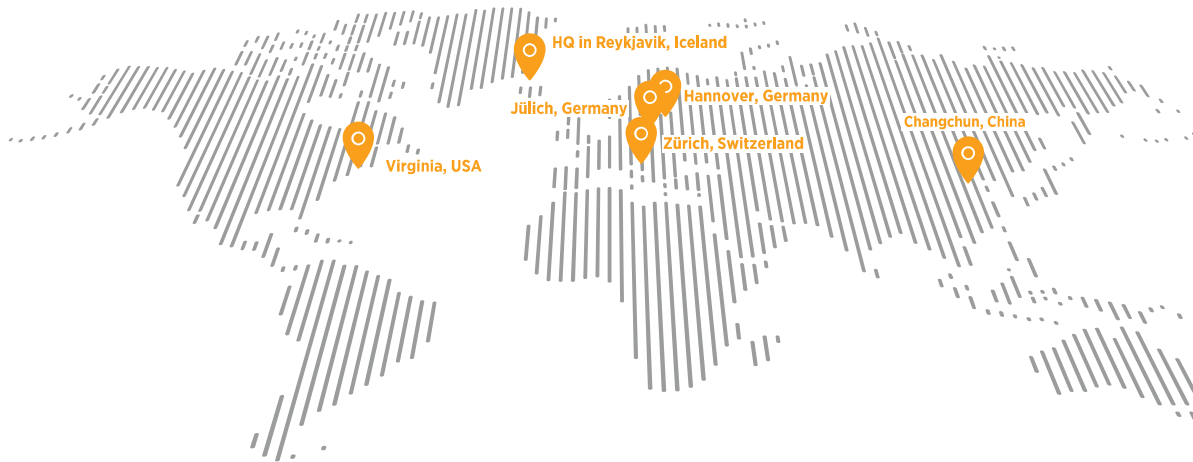 HQ in Reykjavik, Iceland
Jülich, Germany
Hannover, Germany
Changchun, China
Zürich, Switzerland
Virginia, USA